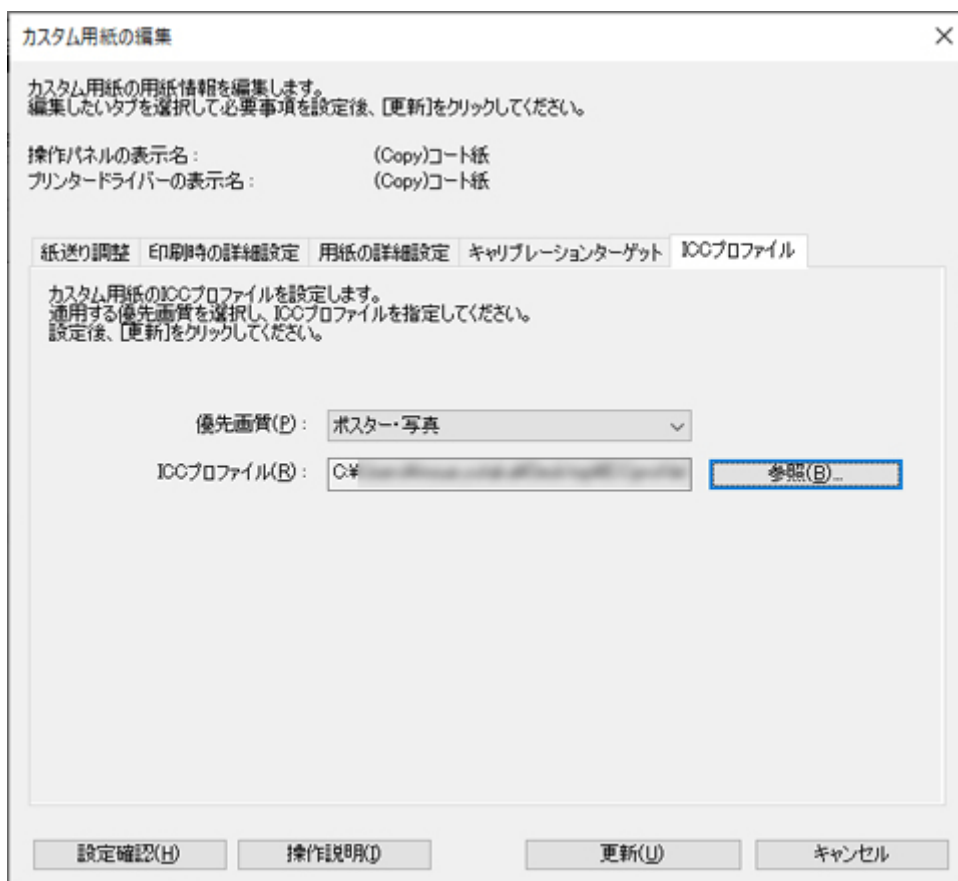 カスタム用紙の編集
カスタム用紙の用紙情報を編集します。
編集したいタブを選択して必要事項を設定後、[更新]をクリックしてください。
操作パネルの表示名： (Copy)コート紙
プリンタードライバーの表示名： (Copy)コート紙
紙送り調整 印刷時の詳細設定 用紙の詳細設定 キャリブレーションターゲット ICCプロファイル
カスタム用紙のICCプロファイルを設定します。
適用する優先画質を選択し、ICCプロファイルを指定してください。
設定後、[更新]をクリックしてください。
優先画質(P)： ポスター・写真
ICCプロファイル(R)： C:¥ 参照(B)...
設定確認(H) 操作説明(I) 更新(U) キャンセル